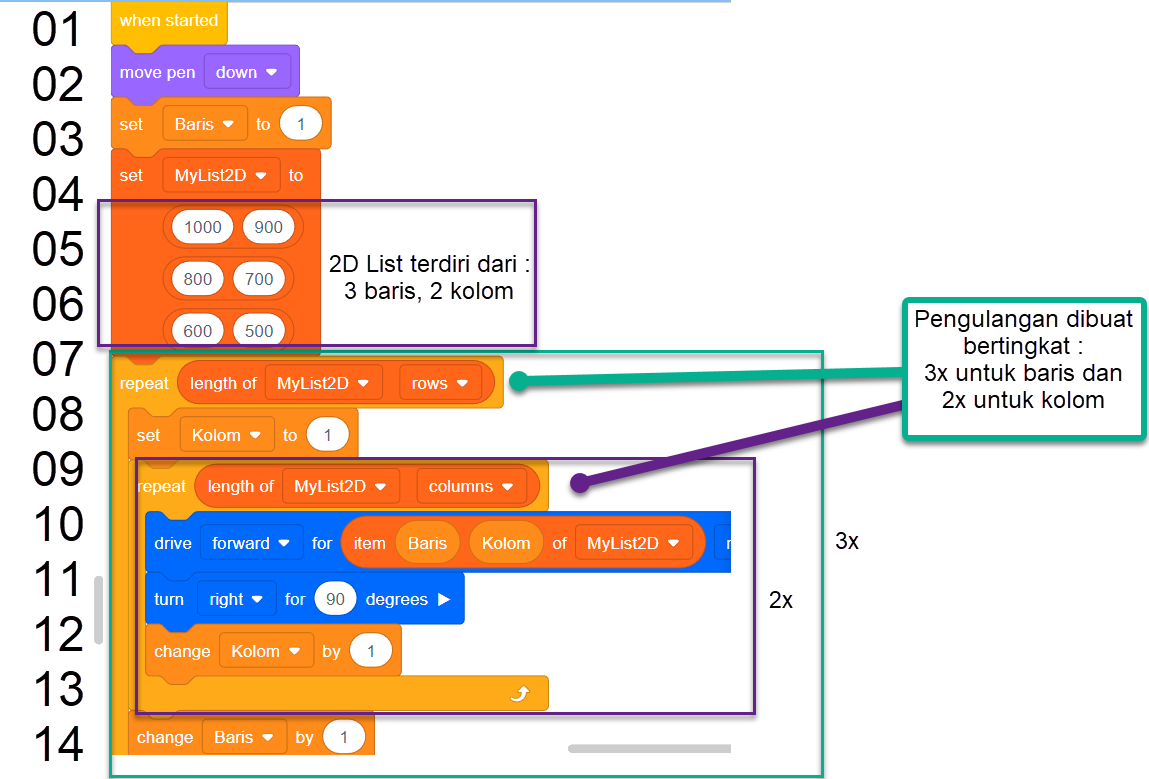 01
when started
02
move pen down
03
set Baris to 1
04
set MyList2D to
05
1000 900
2D List terdiri dari :
3 baris, 2 kolom
06
800 700
600 500
Pengulangan dibuat
bertingkat :
3x untuk baris dan
2x untuk kolom
07
repeat length of MyList2D rows
08
set Kolom to 1
09
repeat length of MyList2D columns
10
drive forward for item Baris Kolom of MyList2D
3x
11
turn right for 90 degrees
2x
12
change Kolom by 1
13
14
change Baris by 1